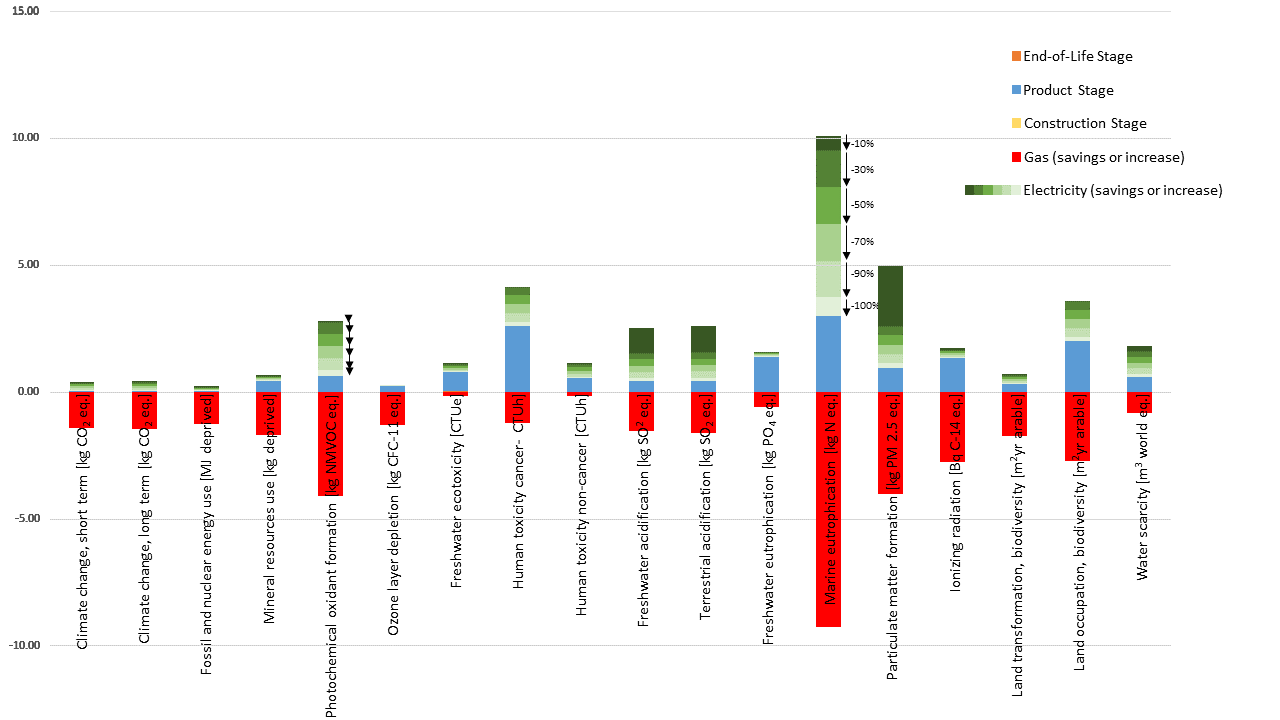 15.00
10.00
5.00
0.00
-5.00
-10.00
End-of-Life Stage
Product Stage
Construction Stage
Gas (savings or increase)
Electricity (savings or increase)
-10%
-30%
-50%
-70%
-90%
-100%
Climate change, short term [kg CO2 eq.]
Climate change, long term [kg CO2 eq.]
Fossil and nuclear energy use [MJ deprived]
Mineral resources use [kg deprived]
Photochemical oxidant formation [kg NMVOC eq.]
Ozone layer depletion [kg CFC-11 eq.]
Freshwater ecotoxicity [CTUe]
Human toxicity cancer- CTUh]
Human toxicity non-cancer [CTUh]
Freshwater acidification [kg SO² eq.]
Terrestrial acidification [kg SO₂ eq.]
Freshwater eutrophication [kg PO₄ eq.]
Marine eutrophication [kg N eq.]
Particulate matter formation [kg PM 2.5 eq.]
Ionizing radiation [Bq C-14 eq.]
Land transformation, biodiversity [m²yr arable]
Land occupation, biodiversity [m²yr arable]
Water scarcity [m³ world eq.]